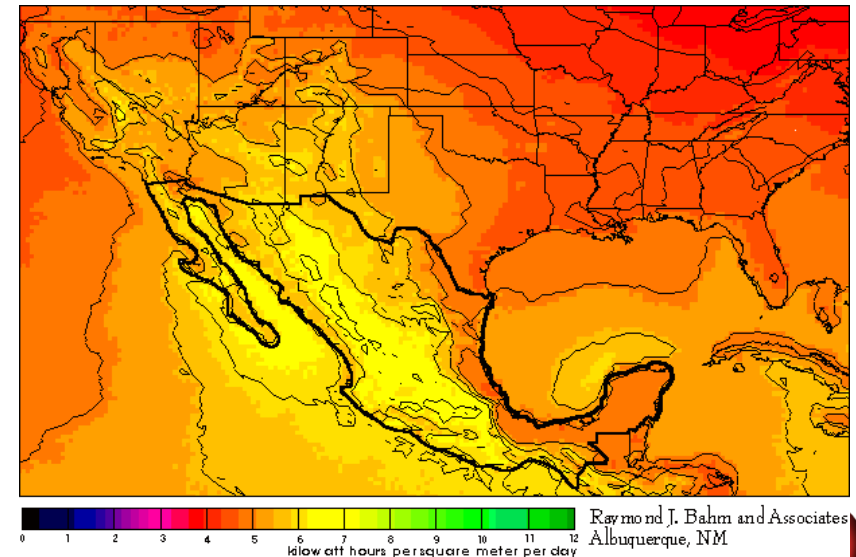 0 1 2 3 4 5 6 7 8 9 10 11 12
kilowatt hours per square meter per day
Raymond J. Bahm and Associates
Albuquerque, NM